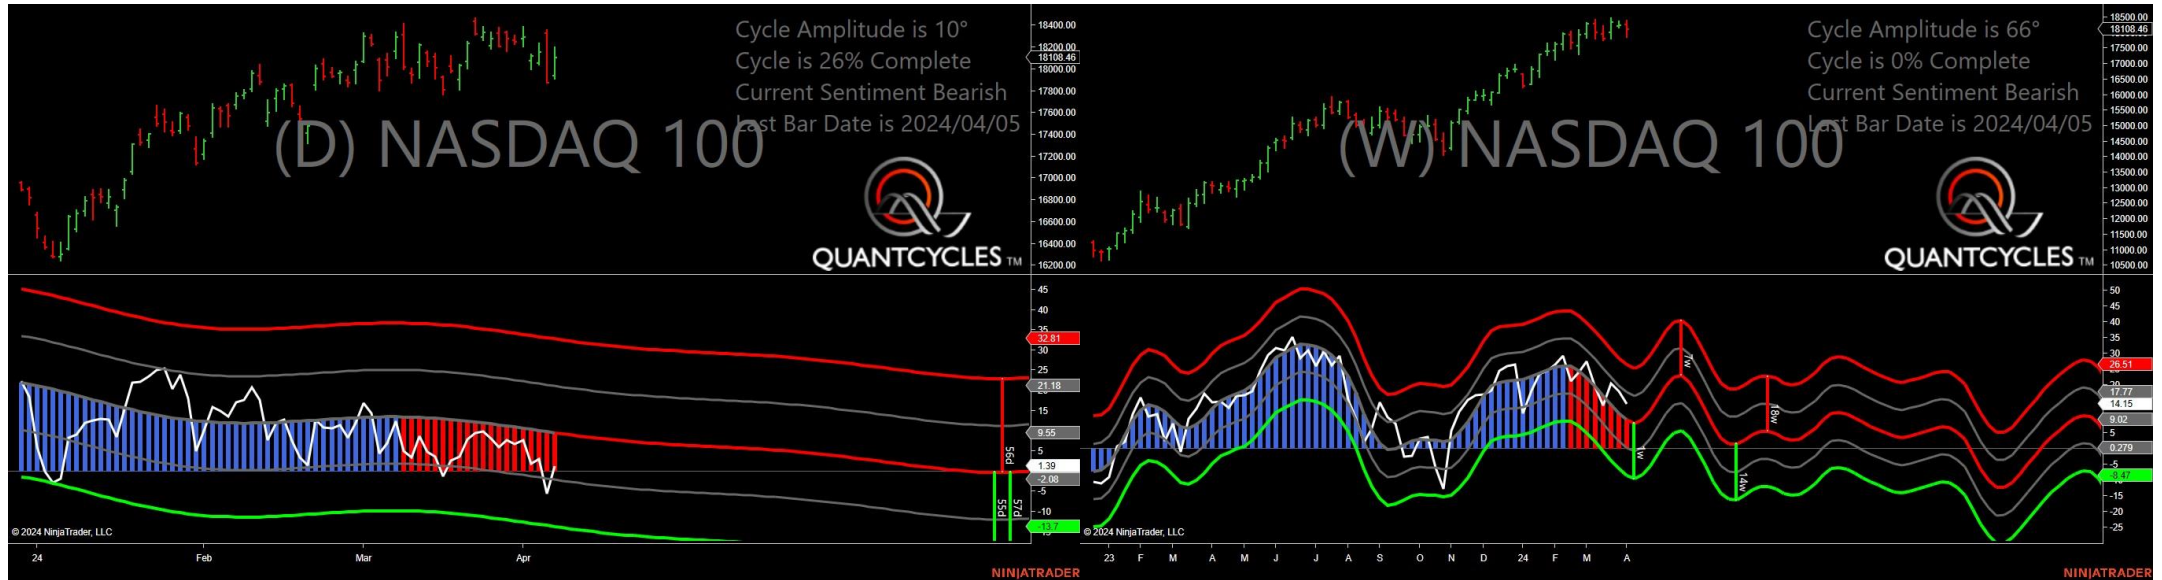 Cycle Amplitude is 10°
Cycle is 26% Complete
Current Sentiment Bearish
Last Bar Date is 2024/04/05
(D) NASDAQ 100
QUANTCYCLES TM
18400.00
18200.00
18108.46
18000.00
17800.00
17600.00
17400.00
17200.00
17000.00
16800.00
16600.00
16400.00
16200.00
45
40
35
32.81
30
25
21.18
15
9.55
5
1.39
-2.08
-5
-10
-13.7
56d
55d
57d
© 2024 NinjaTrader, LLC
24 Feb Mar Apr
NINJATRADER
Cycle Amplitude is 66°
Cycle is 0% Complete
Current Sentiment Bearish
Last Bar Date is 2024/04/05
(W) NASDAQ 100
QUANTCYCLES TM
18500.00
18108.46
17500.00
17000.00
16500.00
16000.00
15500.00
15000.00
14500.00
14000.00
13500.00
13000.00
12500.00
12000.00
11500.00
11000.00
10500.00
50
45
40
35
30
26.51
17.77
14.15
9.02
5
0.279
-5
-8.47
-15
-20
-25
7w
18w
1w
14w
© 2024 NinjaTrader, LLC
23 F M A M J J A S O N D 24 F M A
NINJATRADER